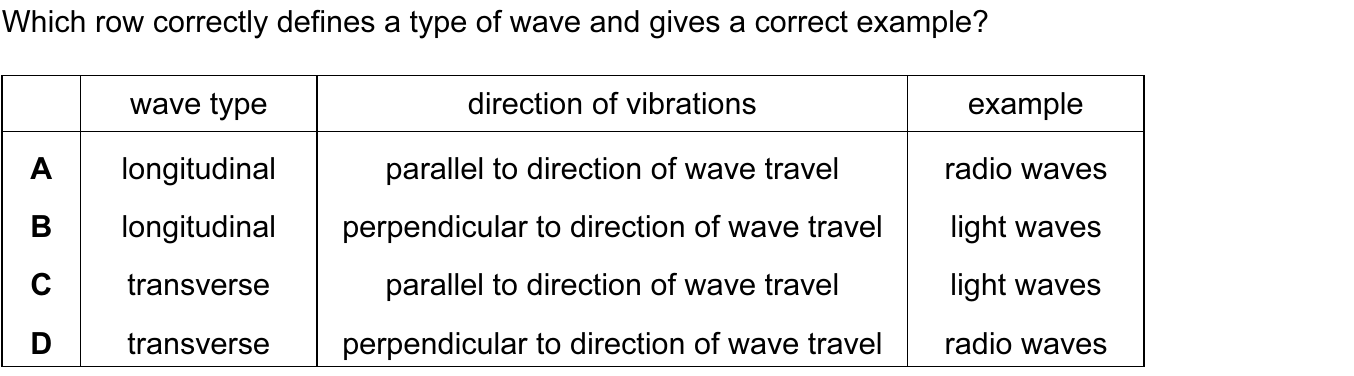 Which row correctly defines a type of wave and gives a correct example?
wave type direction of vibrations example
A longitudinal parallel to direction of wave travel radio waves
B longitudinal perpendicular to direction of wave travel light waves
C transverse parallel to direction of wave travel light waves
D transverse perpendicular to direction of wave travel radio waves